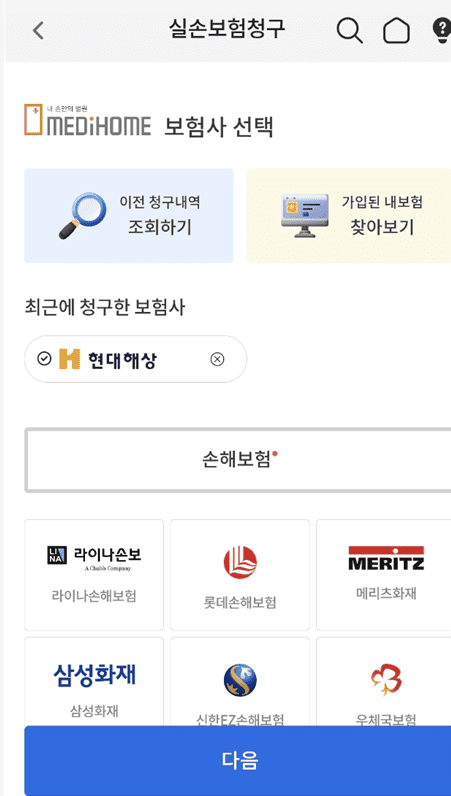 실손보험청구
내 손안의 병원
MEDiHOME 보험사 선택
이전 청구내역
조회하기
가입된 내보험
찾아보기
최근에 청구한 보험사
현대해상
손해보험
LINA 라이나손보
A Chubb Company
라이나손해보험
롯데손해보험
MERITZ
메리츠화재
삼성화재
삼성화재
신한EZ손해보험
우체국보험
다음